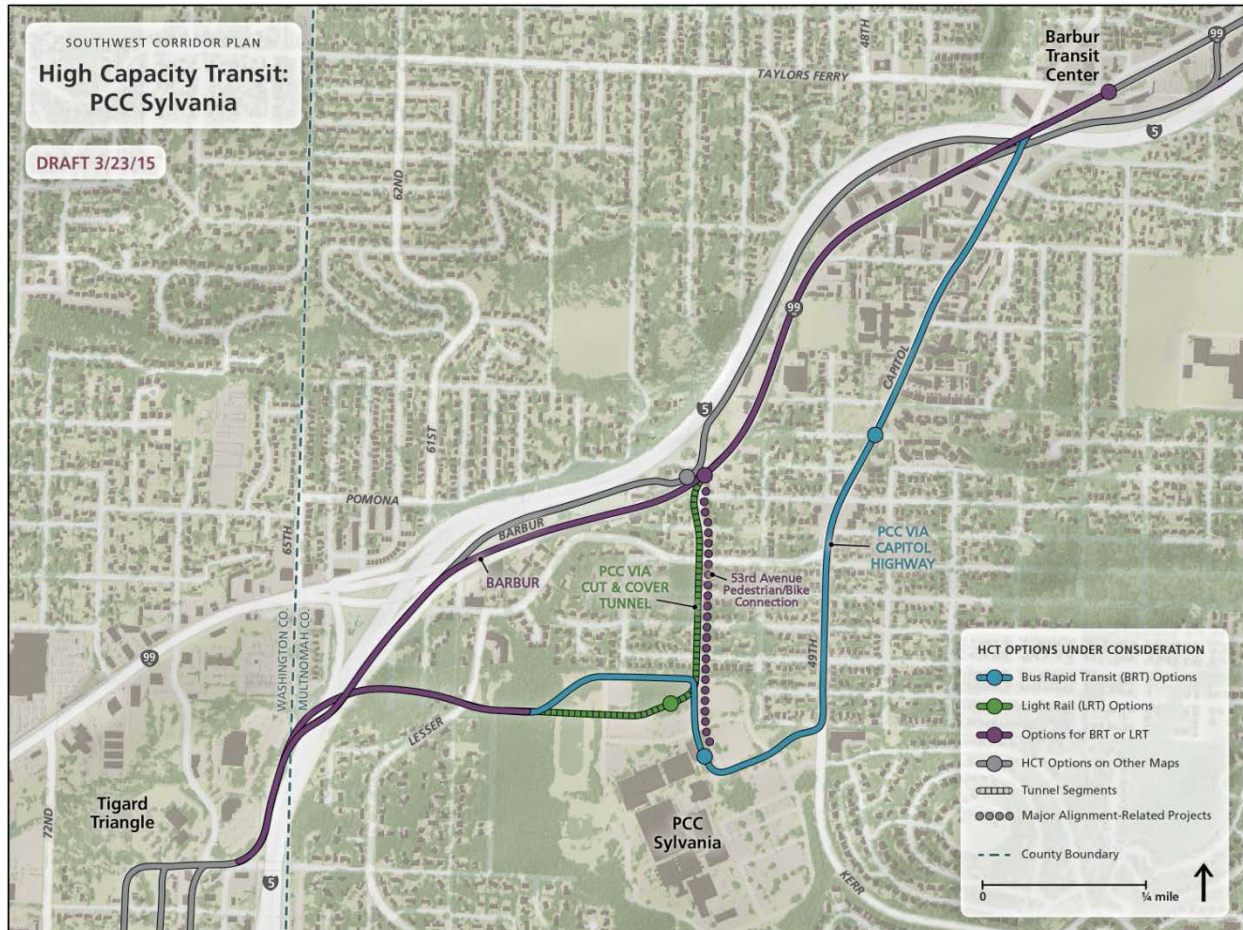 SOUTHWEST CORRIDOR PLAN
High Capacity Transit:
PCC Sylvania
DRAFT 3/23/15
48TH
Barbur
Transit
Center
99
TAYLORS FERRY
5
62ND
99
CAPITOL
5
61ST
POMONA
BARBUR
65TH
BARBUR
PCC VIA
CUT & COVER
TUNNEL
53rd Avenue
Pedestrian/Bike
Connection
PCC VIA
CAPITOL
HIGHWAY
WASHINGTON CO.
MULTNOMAH CO.
99
49TH
LESSER
Tigard
Triangle
72ND
PCC
Sylvania
5
KERR
HCT OPTIONS UNDER CONSIDERATION
Bus Rapid Transit (BRT) Options
Light Rail (LRT) Options
Options for BRT or LRT
HCT Options on Other Maps
Tunnel Segments
Major Alignment-Related Projects
County Boundary
0 ¼ mile